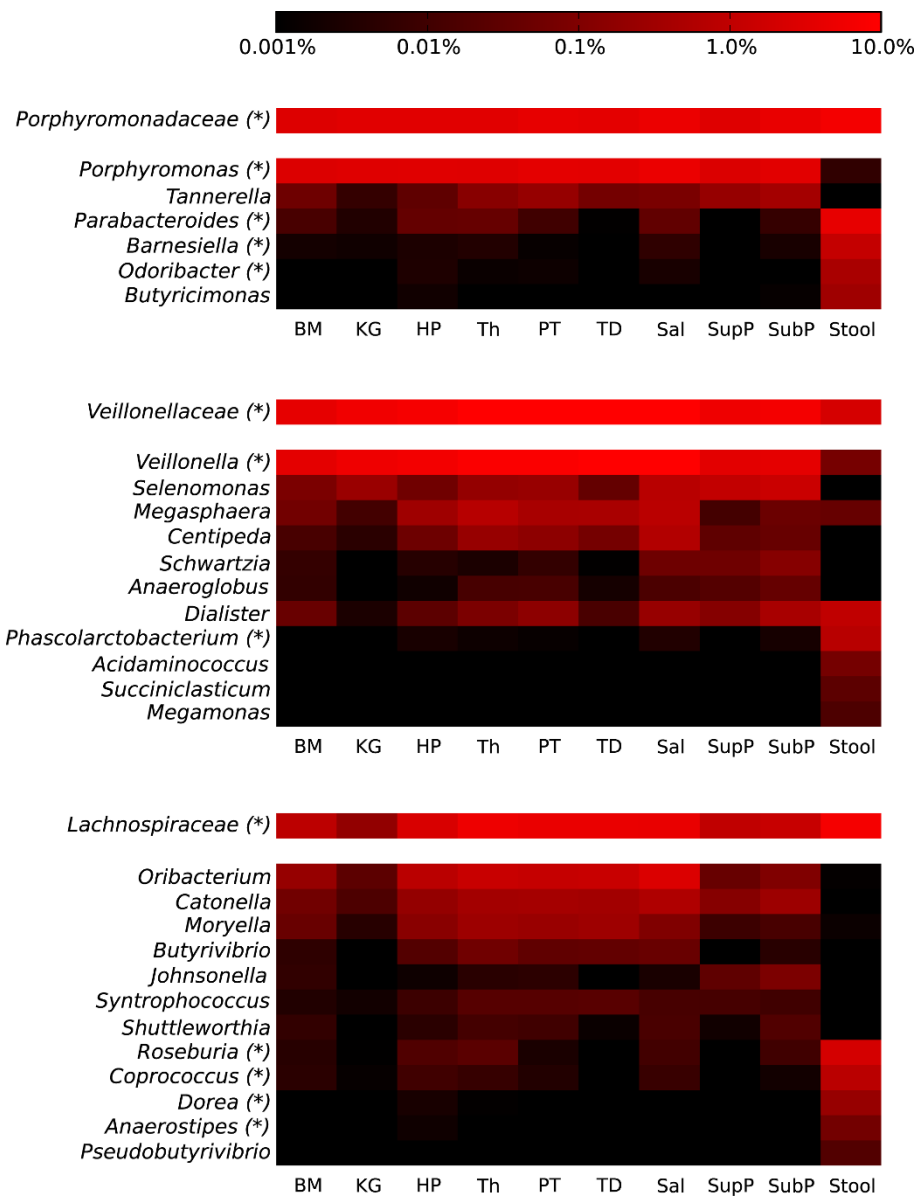 0.001% 0.01% 0.1% 1.0% 10.0%
Porphyromonadaceae (*)
Porphyromonas (*)
Tannerella
Parabacteroides (*)
Barnesiella (*)
Odoribacter (*)
Butyricimonas
BM KG HP Th PT TD Sal SupP SubP Stool
Veillonellaceae (*)
Veillonella (*)
Selenomonas
Megasphaera
Centipeda
Schwartzia
Anaeroglobus
Dialister
Phascolarctobacterium (*)
Acidaminococcus
Succiniclasticum
Megamonas
BM KG HP Th PT TD Sal SupP SubP Stool
Lachnospiraceae (*)
Oribacterium
Catonella
Moryella
Butyrivibrio
Johnsonella
Syntrophococcus
Shuttleworthia
Roseburia (*)
Coprococcus (*)
Dorea (*)
Anaerostipes (*)
Pseudobutyrivibrio
BM KG HP Th PT TD Sal SupP SubP Stool